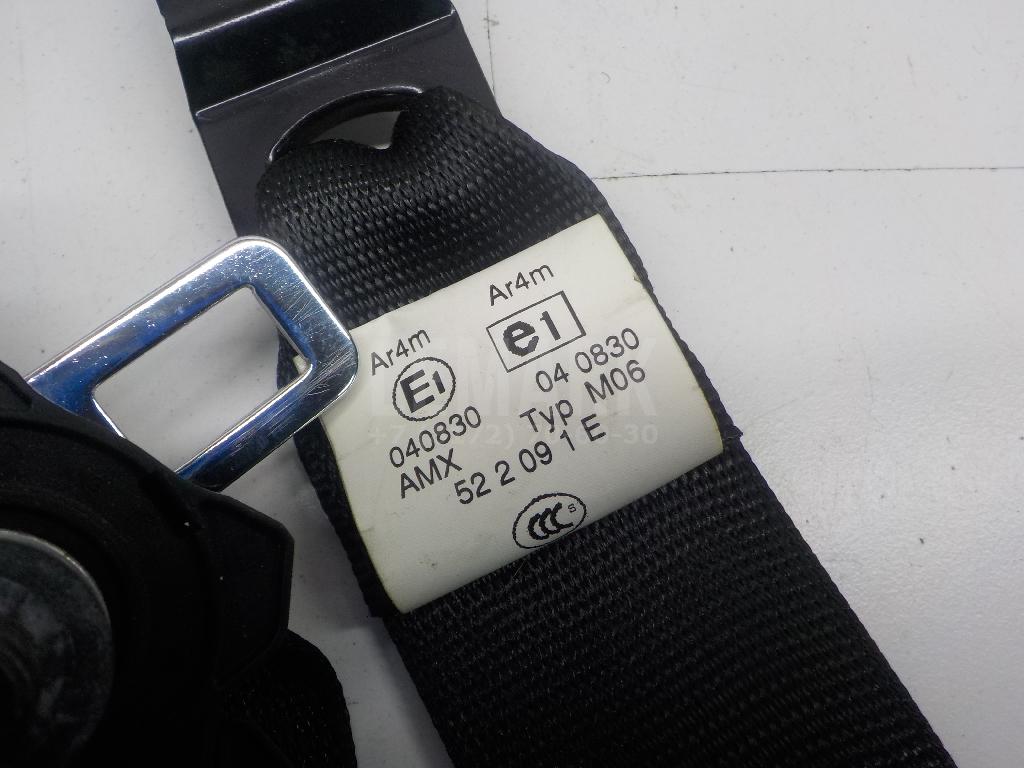 Ar4m
Ar4m
E1
e1
040830
04 0830
AMX
Typ M06
52 2 09 1 E
CCC S